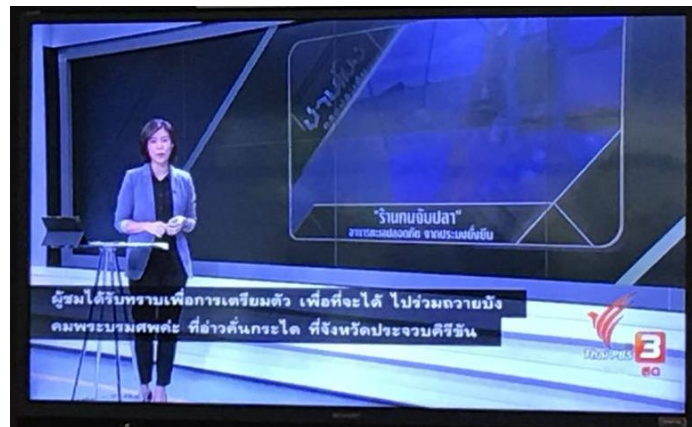 "ร้านคนจับปลา"
อาหารทะเลปลอดภัย จากประมงยั่งยืน
ผู้ชมได้รับทราบเพื่อการเตรียมตัว เพื่อที่จะได้ ไปร่วมถวายบัง
คมพระบรมศพค่ะ ที่อ่าวคั่นกระได ที่จังหวัดประจวบคิรีขัน
Thai PBS 3
สด